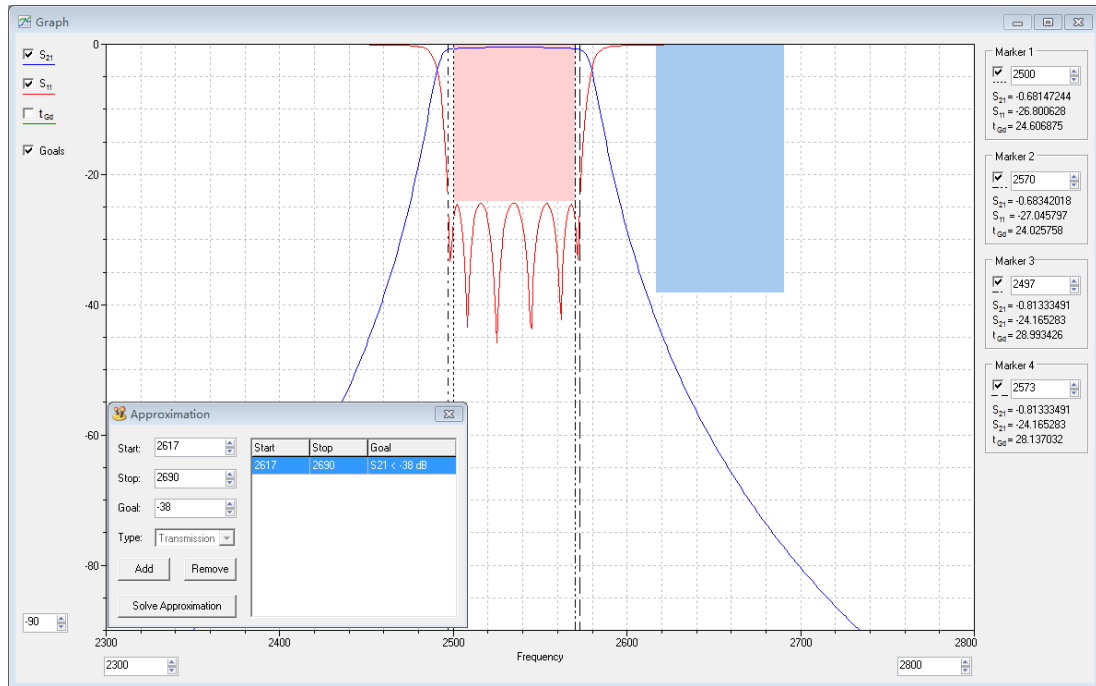 Graph
S21
S11
tGd
Goals
0
-20
-40
-60
-80
-90
2300
2400
2500
2600
2700
2800
Frequency
2300
2800
Approximation
Start: 2617
Stop: 2690
Goal: -38
Type: Transmission
Add Remove
Solve Approximation
Start Stop Goal
2617 2690 S21 < -38 dB
Marker 1
2500
S21 = -0.68147244
S11 = -26.800628
tGd = 24.606875
Marker 2
2570
S21 = -0.68342018
S11 = -27.045797
tGd = 24.025758
Marker 3
2497
S21 = -0.81333491
S21 = -24.165283
tGd = 28.993426
Marker 4
2573
S21 = -0.81333491
S21 = -24.165283
tGd = 28.137032